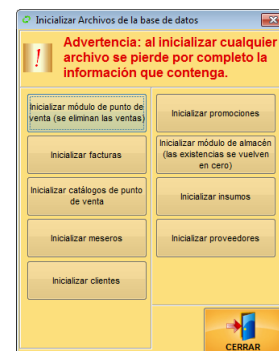 Inicializar Archivos de la base de datos
Advertencia: al inicializar cualquier
archivo se pierde por completo la
información que contenga.
Inicializar módulo de punto de
venta (se eliminan las ventas)
Inicializar promociones
Inicializar facturas
Inicializar módulo de almacén
(las existencias se vuelven
en cero)
Inicializar catálogos de punto
de venta
Inicializar insumos
Inicializar meseros
Inicializar proveedores
Inicializar clientes
CERRAR